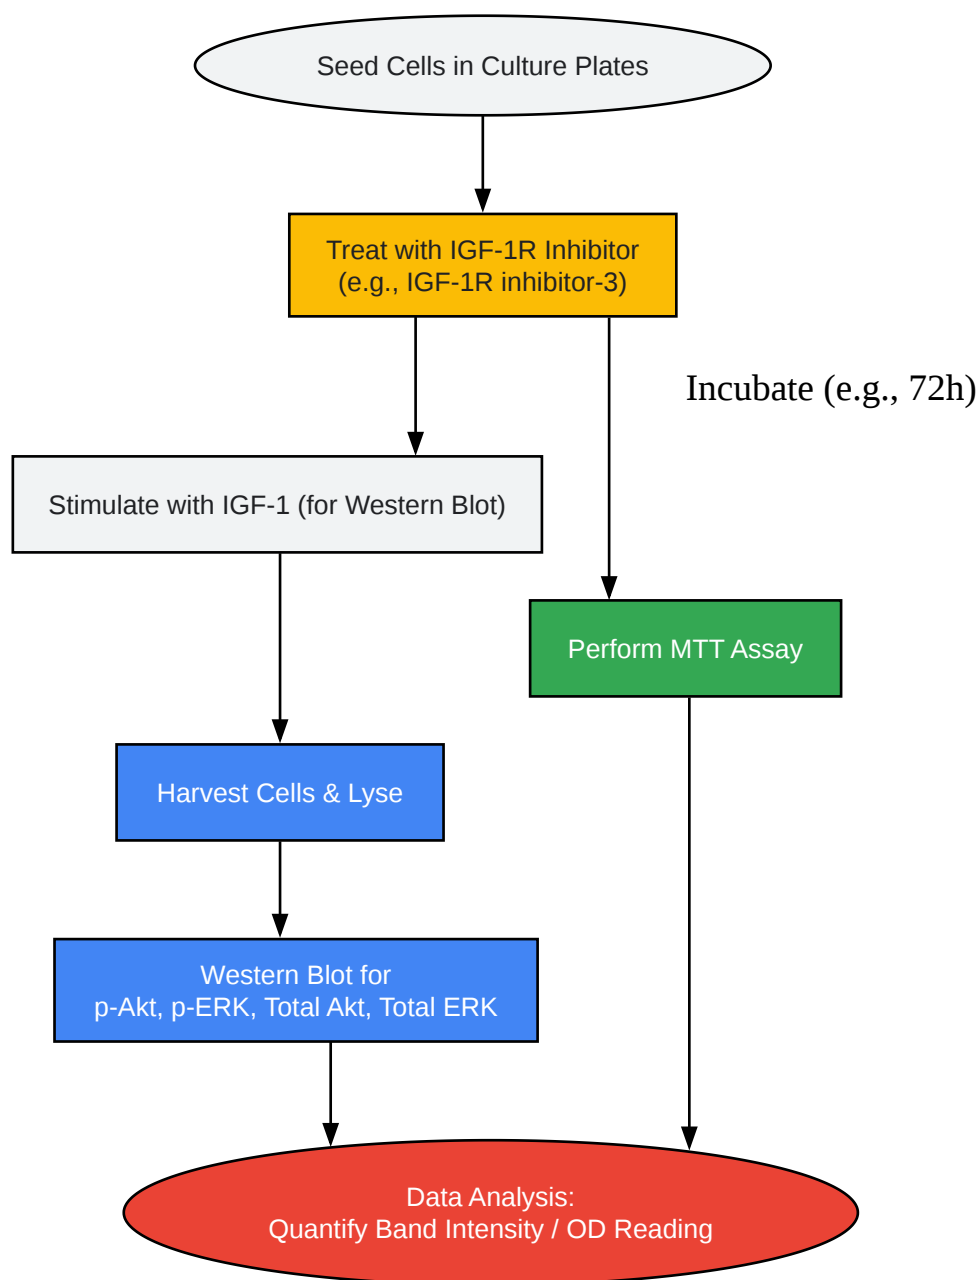 Seed Cells in Culture Plates
Treat with IGF-1R Inhibitor
(e.g., IGF-1R inhibitor-3)
Incubate (e.g., 72h)
Stimulate with IGF-1 (for Western Blot)
Perform MTT Assay
Harvest Cells & Lyse
Western Blot for
p-Akt, p-ERK, Total Akt, Total ERK
Data Analysis:
Quantify Band Intensity / OD Reading